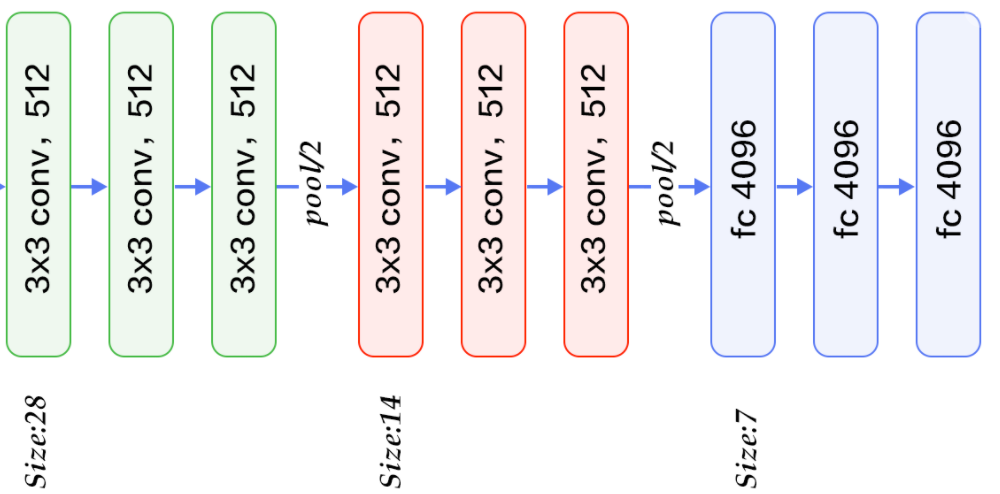 3x3 conv, 512
3x3 conv, 512
3x3 conv, 512
pool/2
3x3 conv, 512
3x3 conv, 512
3x3 conv, 512
pool/2
fc 4096
fc 4096
fc 4096
Size:28
Size:14
Size:7